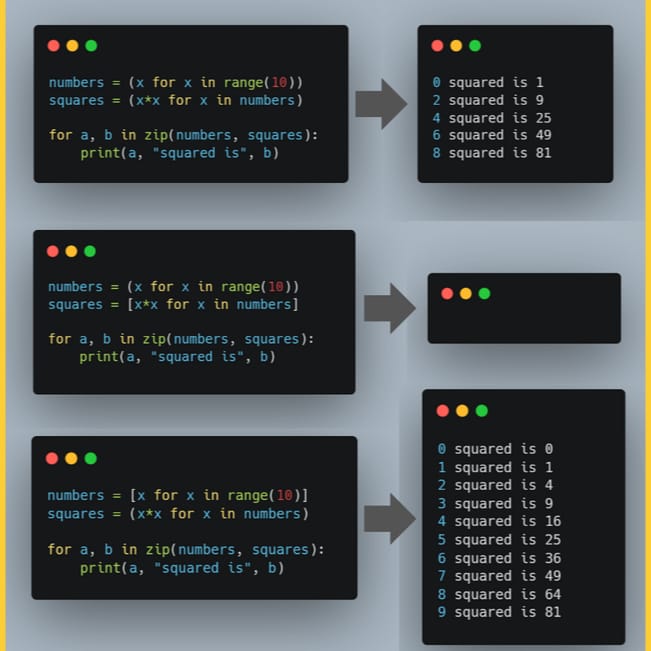 numbers = (x for x in range(10))
squares = (x*x for x in numbers)
for a, b in zip(numbers, squares):
    print(a, "squared is", b)
0 squared is 1
2 squared is 9
4 squared is 25
6 squared is 49
8 squared is 81
numbers = (x for x in range(10))
squares = [x*x for x in numbers]
for a, b in zip(numbers, squares):
    print(a, "squared is", b)
numbers = [x for x in range(10)]
squares = (x*x for x in numbers)
for a, b in zip(numbers, squares):
    print(a, "squared is", b)
0 squared is 0
1 squared is 1
2 squared is 4
3 squared is 9
4 squared is 16
5 squared is 25
6 squared is 36
7 squared is 49
8 squared is 64
9 squared is 81